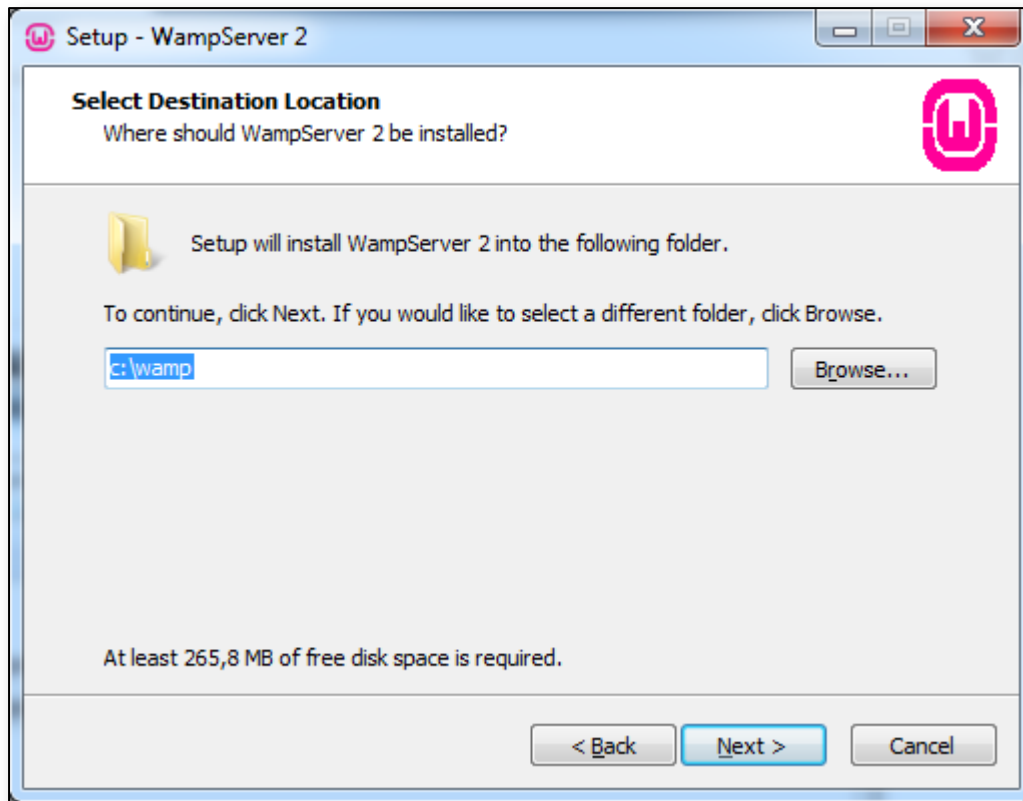 Setup - WampServer 2
Select Destination Location
Where should WampServer 2 be installed?
Setup will install WampServer 2 into the following folder.
To continue, click Next. If you would like to select a different folder, click Browse.
c:\wamp
Browse...
At least 265,8 MB of free disk space is required.
< Back
Next >
Cancel